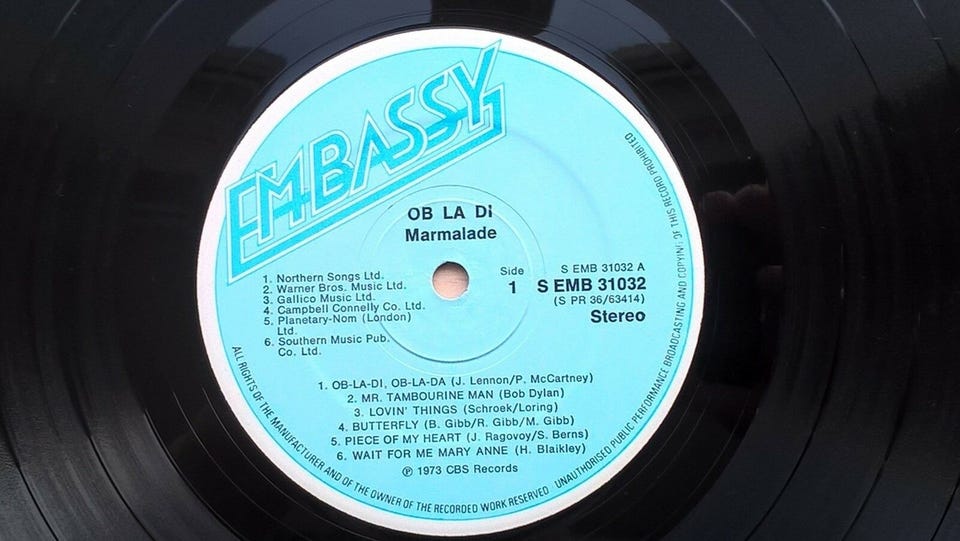 EMBASSY
OB LA DI
Marmalade
1. Northern Songs Ltd.
2. Warner Bros. Music Ltd.
3. Gallico Music Ltd.
4. Campbell Connelly Co. Ltd.
5. Planetary-Nom (London)
Ltd.
6. Southern Music Pub.
Co. Ltd.
Side
1
S EMB 31032 A
S EMB 31032
(S PR 36/63414)
Stereo
1. OB-LA-DI, OB-LA-DA (J. Lennon/P. McCartney)
2. MR. TAMBOURINE MAN (Bob Dylan)
3. LOVIN' THINGS (Schroek/Loring)
4. BUTTERFLY (B. Gibb/R. Gibb/M. Gibb)
5. PIECE OF MY HEART (J. Ragovoy/S. Berns)
6. WAIT FOR ME MARY ANNE (H. Blaikley)
℗ 1973 CBS Records
ALL RIGHTS OF THE MANUFACTURER AND OF THE OWNER OF THE RECORDED WORK RESERVED UNAUTHORISED PUBLIC PERFORMANCE BROADCASTING AND COPYING OF THIS RECORD PROHIBITED